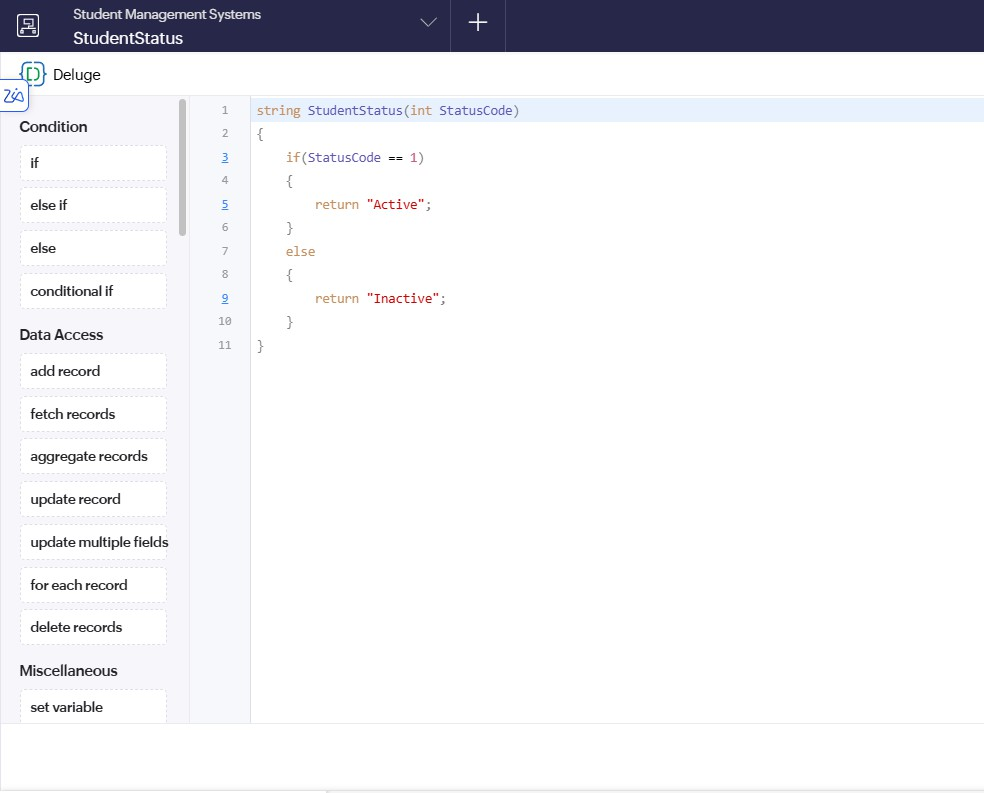 Student Management Systems
StudentStatus
Deluge
Zia
Condition
if
else if
else
conditional if
Data Access
add record
fetch records
aggregate records
update record
update multiple fields
for each record
delete records
Miscellaneous
set variable
1 string StudentStatus(int StatusCode)
2 {
3     if(StatusCode == 1)
4     {
5         return "Active";
6     }
7     else
8     {
9         return "Inactive";
10     }
11 }